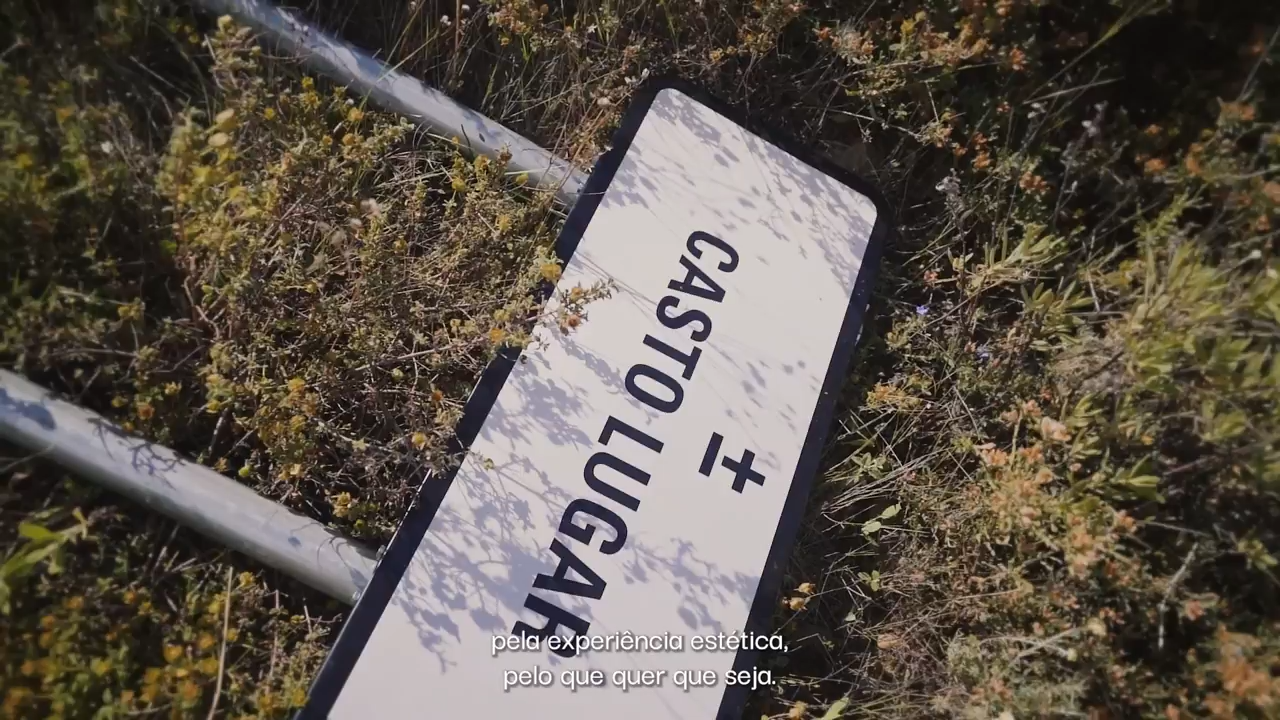 ±
CASTO LUGAR
pela experiência estética,
pelo que quer que seja.